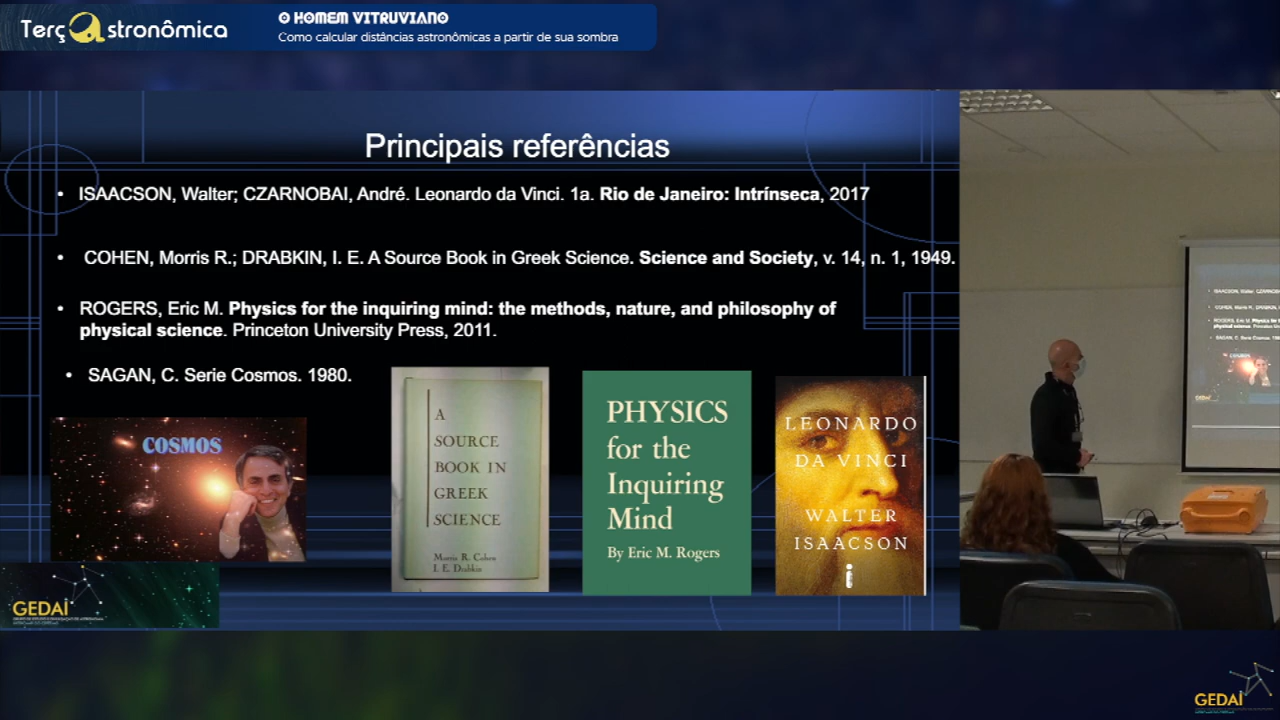 Terçastronômica
O HOMEM VITRUVIANO
Como calcular distâncias astronômicas a partir de sua sombra
Principais referências
• ISAACSON, Walter; CZARNOBAI, André. Leonardo da Vinci. 1a. Rio de Janeiro: Intrínseca, 2017
• COHEN, Morris R.; DRABKIN, I. E. A Source Book in Greek Science. Science and Society, v. 14, n. 1, 1949.
• ROGERS, Eric M. Physics for the inquiring mind: the methods, nature, and philosophy of
physical science. Princeton University Press, 2011.
• SAGAN, C. Serie Cosmos. 1980.
COSMOS
A
SOURCE
BOOK IN
GREEK
SCIENCE
Morris R. Cohen
I. E. Drabkin
PHYSICS
for the
Inquiring
Mind
By Eric M. Rogers
LEONARDO
DA VINCI
WALTER
ISAACSON
GEDAI
GEDAI